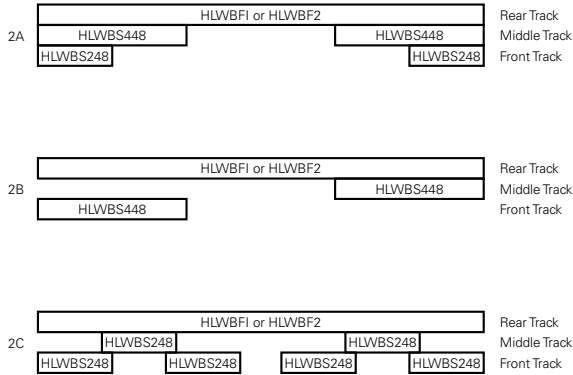 HLWBFI or HLWBF2 Rear Track
2A HLWBS448 HLWBS448 Middle Track
HLWBS248 HLWBS248 Front Track
HLWBFI or HLWBF2 Rear Track
2B HLWBS448 Middle Track
HLWBS448 Front Track
HLWBFI or HLWBF2 Rear Track
2C HLWBS248 HLWBS248 Middle Track
HLWBS248 HLWBS248 HLWBS248 HLWBS248 Front Track